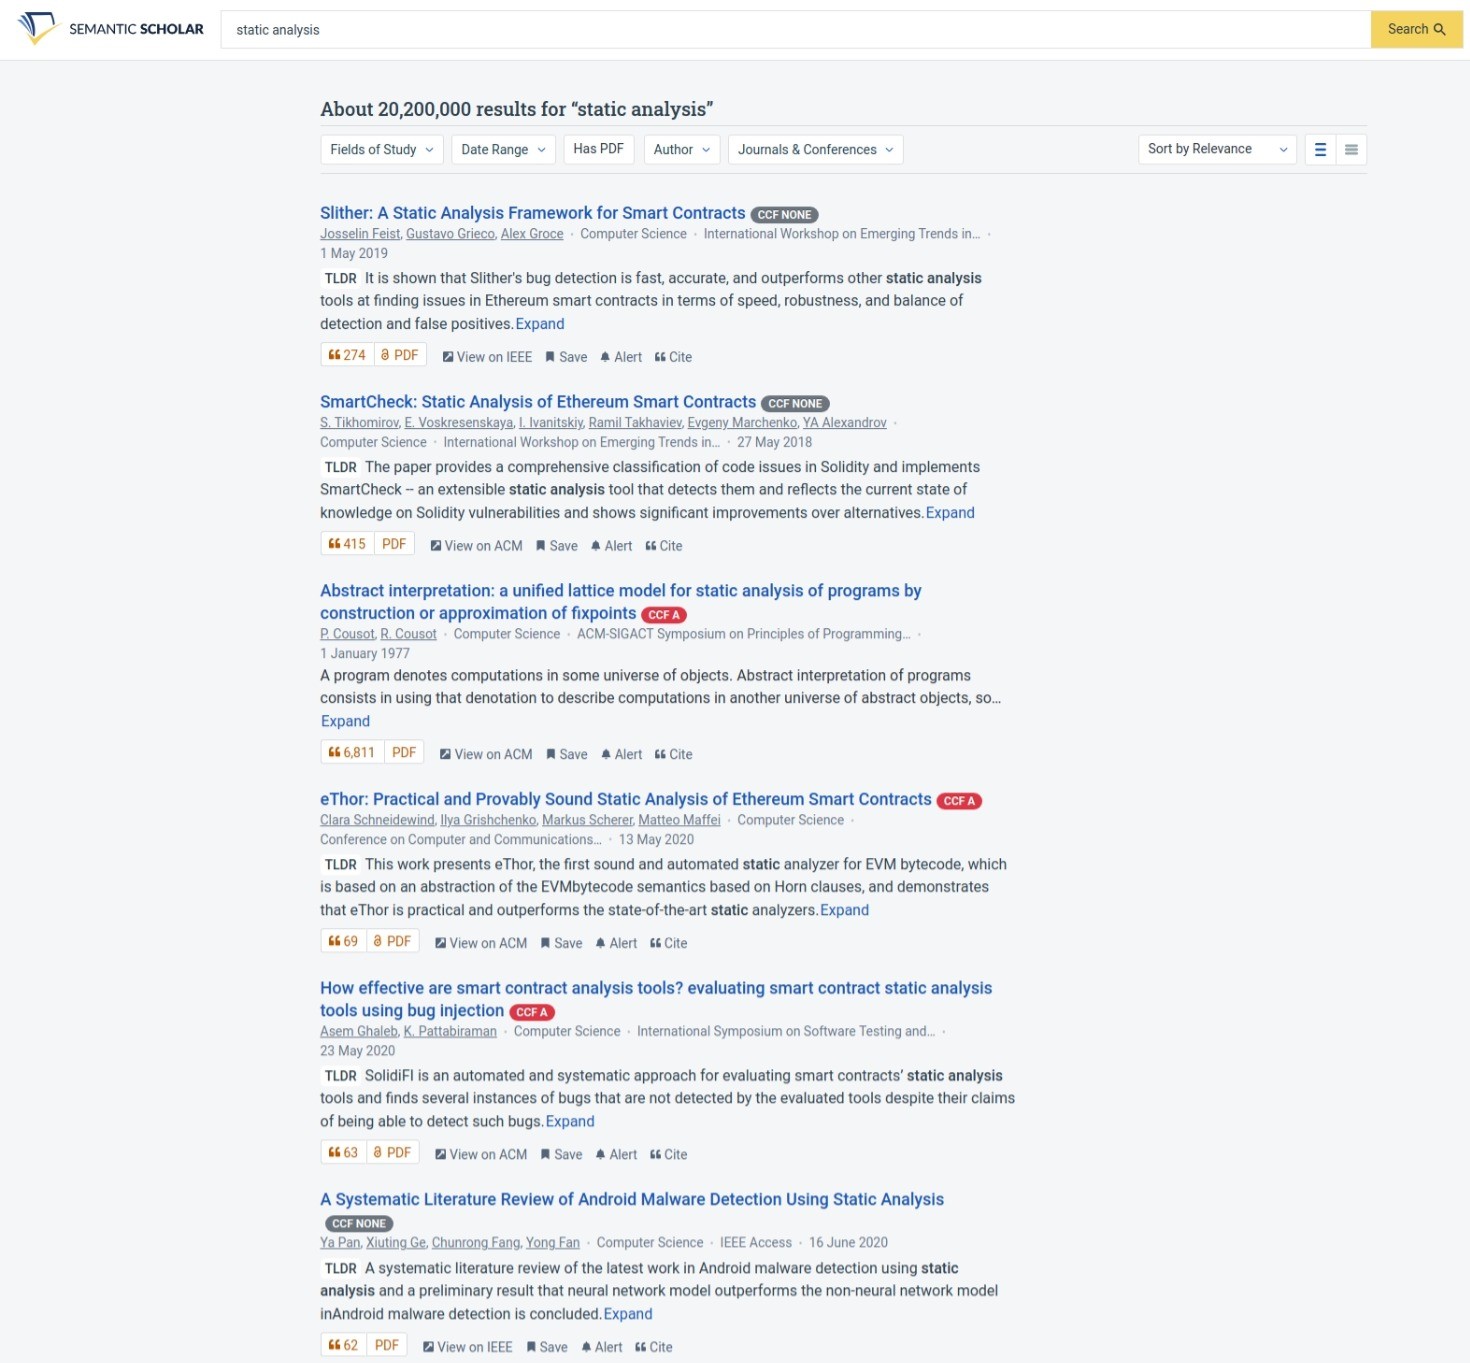 SEMANTIC SCHOLAR
static analysis
Search
About 20,200,000 results for “static analysis”
Fields of Study
Date Range
Has PDF
Author
Journals & Conferences
Sort by Relevance
Slither: A Static Analysis Framework for Smart Contracts CCF NONE
Josselin Feist, Gustavo Grieco, Alex Groce · Computer Science · International Workshop on Emerging Trends in… ·
1 May 2019
TLDR It is shown that Slither's bug detection is fast, accurate, and outperforms other static analysis
tools at finding issues in Ethereum smart contracts in terms of speed, robustness, and balance of
detection and false positives. Expand
274 PDF View on IEEE Save Alert Cite
SmartCheck: Static Analysis of Ethereum Smart Contracts CCF NONE
S. Tikhomirov, E. Voskresenskaya, I. Ivanitskiy, Ramil Takhaviev, Evgeny Marchenko, YA Alexandrov ·
Computer Science · International Workshop on Emerging Trends in… · 27 May 2018
TLDR The paper provides a comprehensive classification of code issues in Solidity and implements
SmartCheck -- an extensible static analysis tool that detects them and reflects the current state of
knowledge on Solidity vulnerabilities and shows significant improvements over alternatives. Expand
415 PDF View on ACM Save Alert Cite
Abstract interpretation: a unified lattice model for static analysis of programs by
construction or approximation of fixpoints CCF A
P. Cousot, R. Cousot · Computer Science · ACM-SIGACT Symposium on Principles of Programming… ·
1 January 1977
A program denotes computations in some universe of objects. Abstract interpretation of programs
consists in using that denotation to describe computations in another universe of abstract objects, so…
Expand
6,811 PDF View on ACM Save Alert Cite
eThor: Practical and Provably Sound Static Analysis of Ethereum Smart Contracts CCF A
Clara Schneidewind, Ilya Grishchenko, Markus Scherer, Matteo Maffei · Computer Science ·
Conference on Computer and Communications… · 13 May 2020
TLDR This work presents eThor, the first sound and automated static analyzer for EVM bytecode, which
is based on an abstraction of the EVMbytecode semantics based on Horn clauses, and demonstrates
that eThor is practical and outperforms the state-of-the-art static analyzers. Expand
69 PDF View on ACM Save Alert Cite
How effective are smart contract analysis tools? evaluating smart contract static analysis
tools using bug injection CCF A
Asem Ghaleb, K. Pattabiraman · Computer Science · International Symposium on Software Testing and… ·
23 May 2020
TLDR SolidiFI is an automated and systematic approach for evaluating smart contracts’ static analysis
tools and finds several instances of bugs that are not detected by the evaluated tools despite their claims
of being able to detect such bugs. Expand
63 PDF View on ACM Save Alert Cite
A Systematic Literature Review of Android Malware Detection Using Static Analysis
CCF NONE
Ya Pan, Xiuting Ge, Chunrong Fang, Yong Fan · Computer Science · IEEE Access · 16 June 2020
TLDR A systematic literature review of the latest work in Android malware detection using static
analysis and a preliminary result that neural network model outperforms the non-neural network model
inAndroid malware detection is concluded. Expand
62 PDF View on IEEE Save Alert Cite